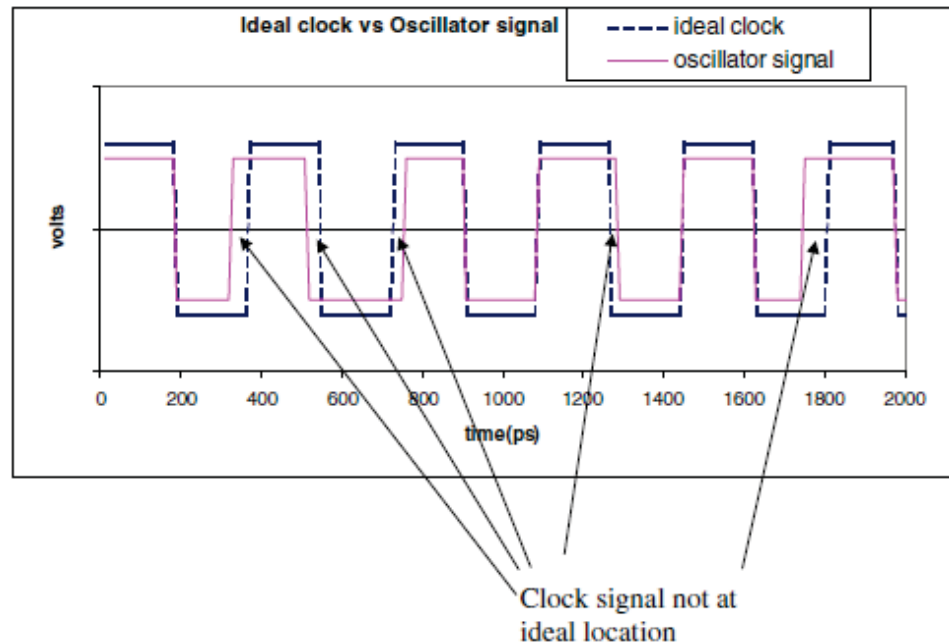 Ideal clock vs Oscillator signal
ideal clock
oscillator signal
volts
0 200 400 600 800 1000 1200 1400 1600 1800 2000
time(ps)
Clock signal not at
ideal location